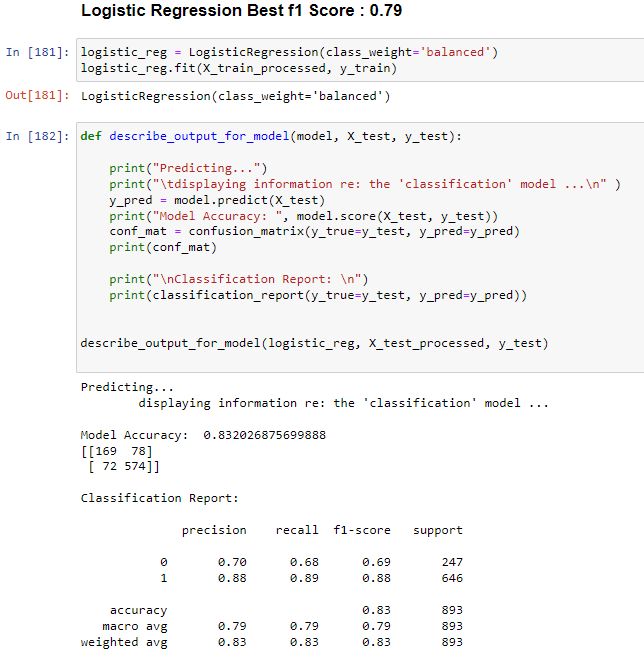 Logistic Regression Best f1 Score : 0.79
In [181]: logistic_reg = LogisticRegression(class_weight='balanced')
logistic_reg.fit(X_train_processed, y_train)
Out[181]: LogisticRegression(class_weight='balanced')
In [182]: def describe_output_for_model(model, X_test, y_test):
print("Predicting...")
print("\tdisplaying information re: the 'classification' model ...\n" )
y_pred = model.predict(X_test)
print("Model Accuracy: ", model.score(X_test, y_test))
conf_mat = confusion_matrix(y_true=y_test, y_pred=y_pred)
print(conf_mat)
print("\nClassification Report: \n")
print(classification_report(y_true=y_test, y_pred=y_pred))
describe_output_for_model(logistic_reg, X_test_processed, y_test)
Predicting...
displaying information re: the 'classification' model ...
Model Accuracy:  0.832026875699888
[[169  78]
[ 72 574]]
Classification Report:
precision recall f1-score support
0 0.70 0.68 0.69 247
1 0.88 0.89 0.88 646
accuracy 0.83 893
macro avg 0.79 0.79 0.79 893
weighted avg 0.83 0.83 0.83 893